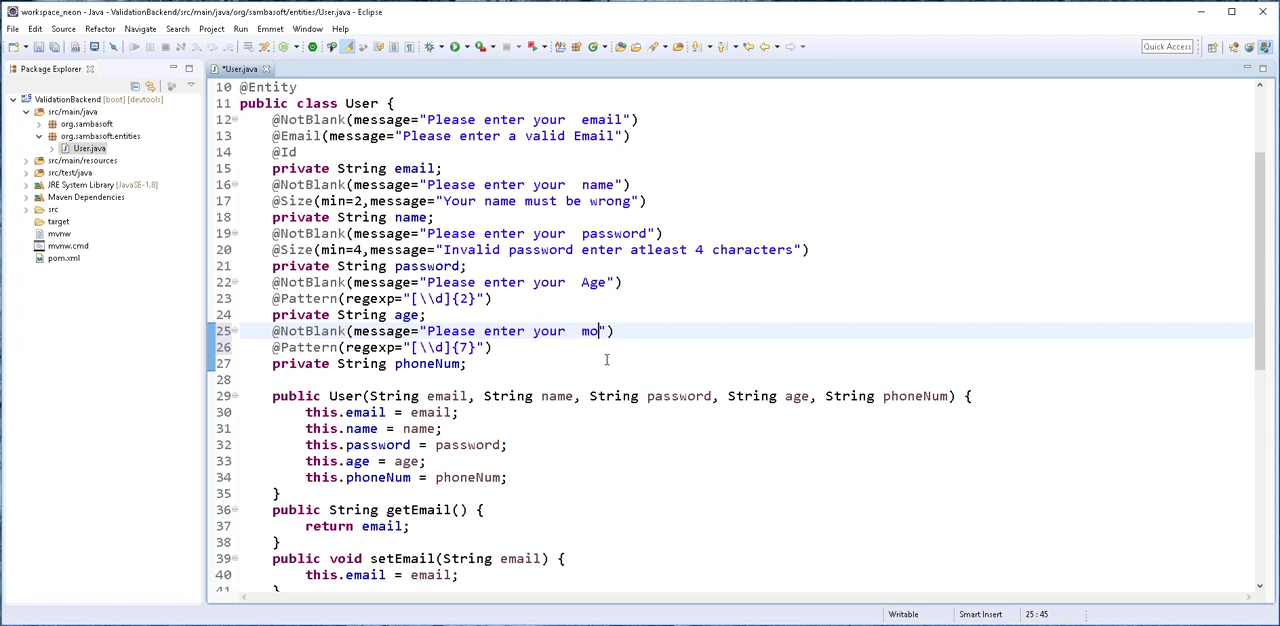 workspace_neon - Java - ValidationBackend/src/main/java/org/sambasoft/entities/User.java - Eclipse
File Edit Source Refactor Navigate Search Project Run Emmet Window Help
Quick Access
Package Explorer
*User.java
ValidationBackend [boot] [devtools]
src/main/java
org.sambasoft
org.sambasoft.entities
User.java
src/main/resources
src/test/java
JRE System Library [JavaSE-1.8]
Maven Dependencies
src
target
mvnw
mvnw.cmd
pom.xml
10 @Entity
11 public class User {
12 @NotBlank(message="Please enter your  email")
13 @Email(message="Please enter a valid Email")
14 @Id
15 private String email;
16 @NotBlank(message="Please enter your  name")
17 @Size(min=2,message="Your name must be wrong")
18 private String name;
19 @NotBlank(message="Please enter your  password")
20 @Size(min=4,message="Invalid password enter atleast 4 characters")
21 private String password;
22 @NotBlank(message="Please enter your  Age")
23 @Pattern(regexp="[\\d]{2}")
24 private String age;
25 @NotBlank(message="Please enter your  mo")
26 @Pattern(regexp="[\\d]{7}")
27 private String phoneNum;
28
29 public User(String email, String name, String password, String age, String phoneNum) {
30 this.email = email;
31 this.name = name;
32 this.password = password;
33 this.age = age;
34 this.phoneNum = phoneNum;
35 }
36 public String getEmail() {
37 return email;
38 }
39 public void setEmail(String email) {
40 this.email = email;
41 }
Writable Smart Insert 25 : 45